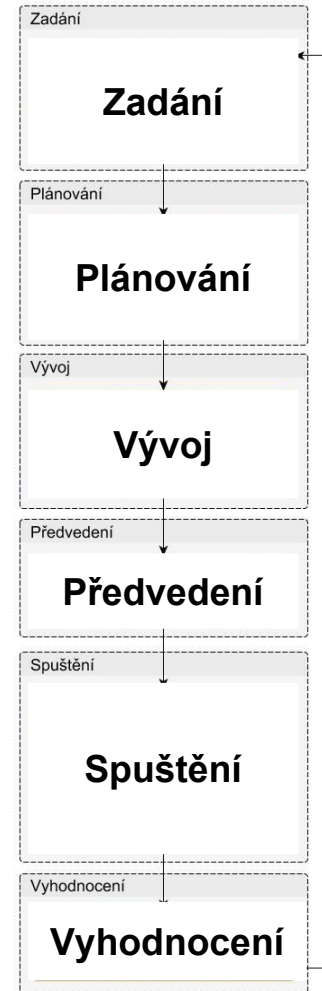 Zadání
Zadání
Plánování
Plánování
Vývoj
Vývoj
Předvedení
Předvedení
Spuštění
Spuštění
Vyhodnocení
Vyhodnocení